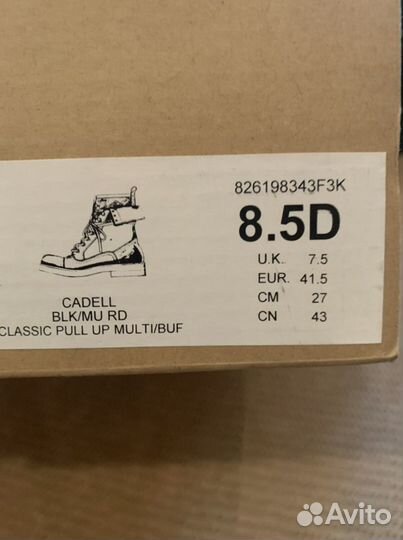 826198343F3K
8.5D
U.K. 7.5
EUR. 41.5
CM 27
CN 43
CADELL
BLK/MU RD
CLASSIC PULL UP MULTI/BUF
Avito